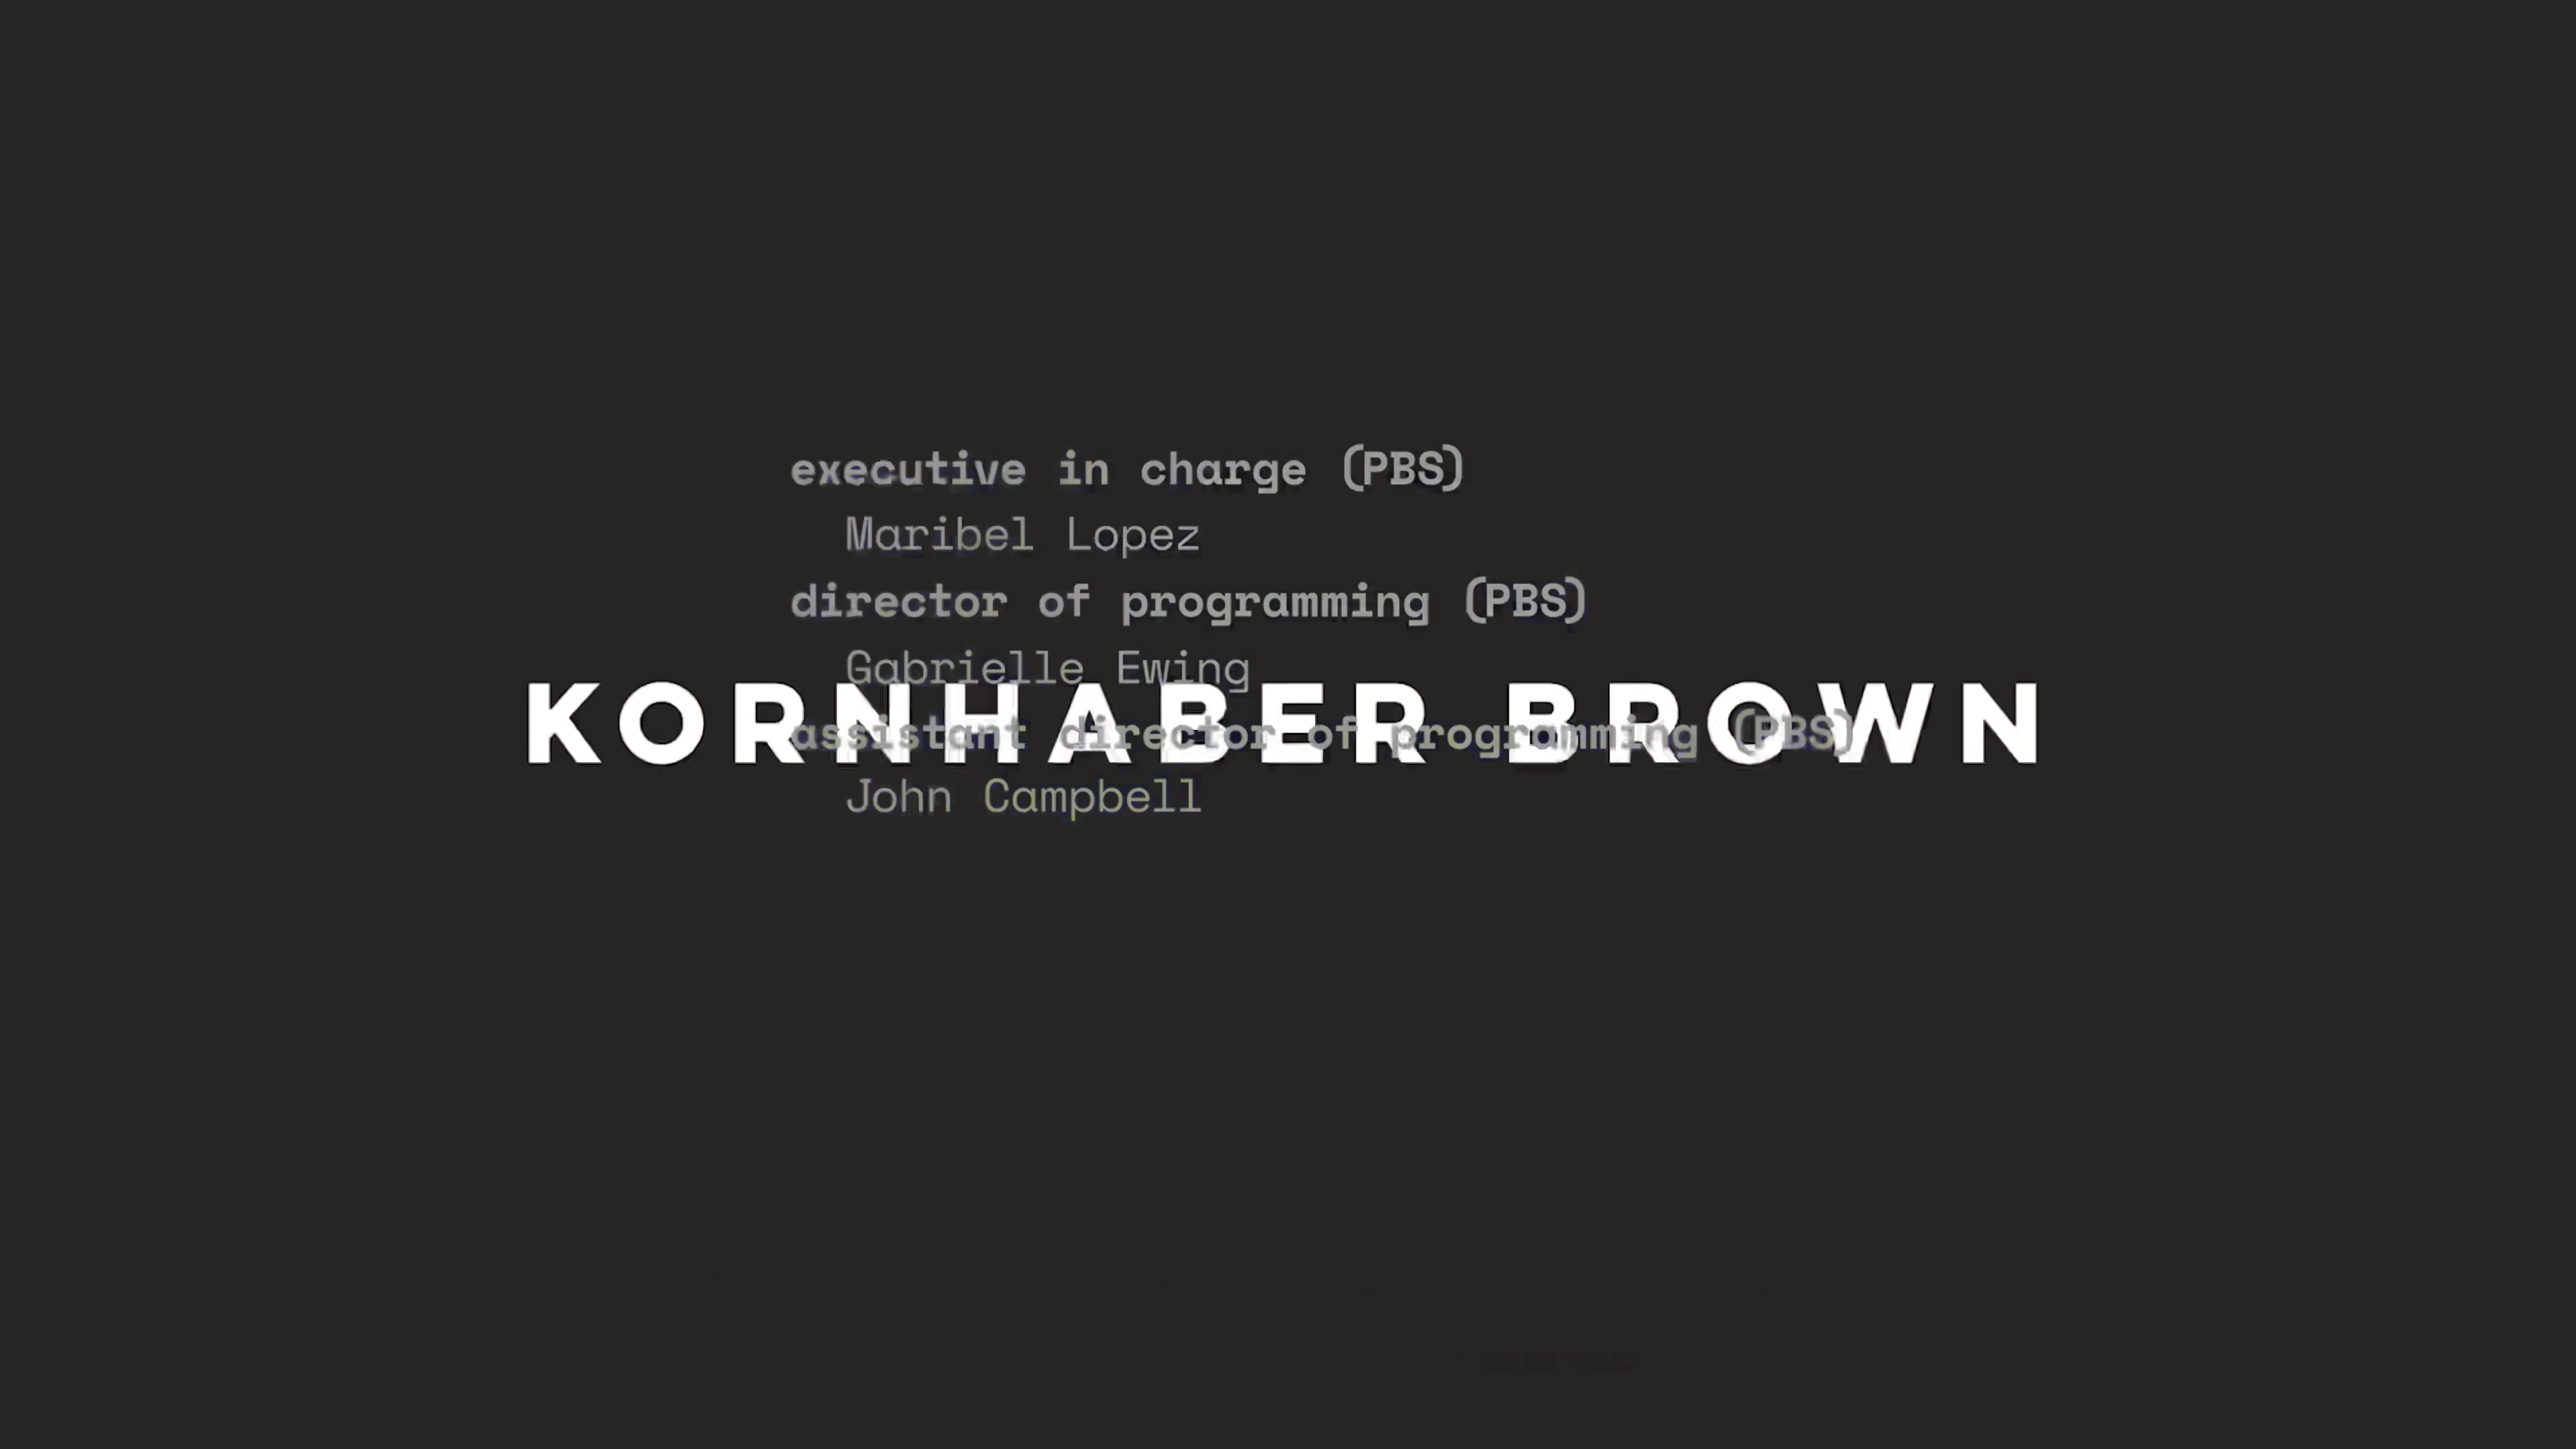 executive in charge (PBS)
Maribel Lopez
director of programming (PBS)
Gabrielle Ewing
KORNHABER BROWN
assistant director of programming (PBS)
John Campbell